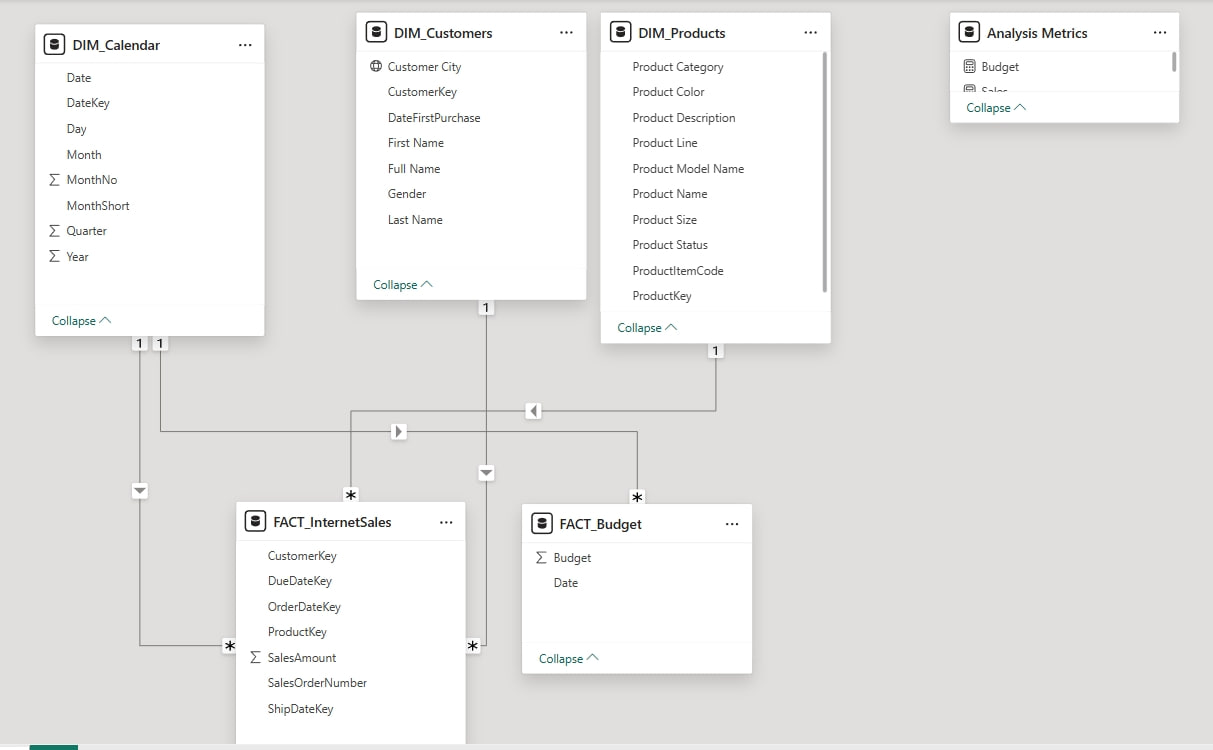 DIM_Calendar
Date
DateKey
Day
Month
MonthNo
MonthShort
Quarter
Year
Collapse
DIM_Customers
Customer City
CustomerKey
DateFirstPurchase
First Name
Full Name
Gender
Last Name
Collapse
DIM_Products
Product Category
Product Color
Product Description
Product Line
Product Model Name
Product Name
Product Size
Product Status
ProductItemCode
ProductKey
Collapse
Analysis Metrics
Budget
Sales
Collapse
1
1
1
1
*
*
*
*
FACT_InternetSales
CustomerKey
DueDateKey
OrderDateKey
ProductKey
SalesAmount
SalesOrderNumber
ShipDateKey
FACT_Budget
Budget
Date
Collapse